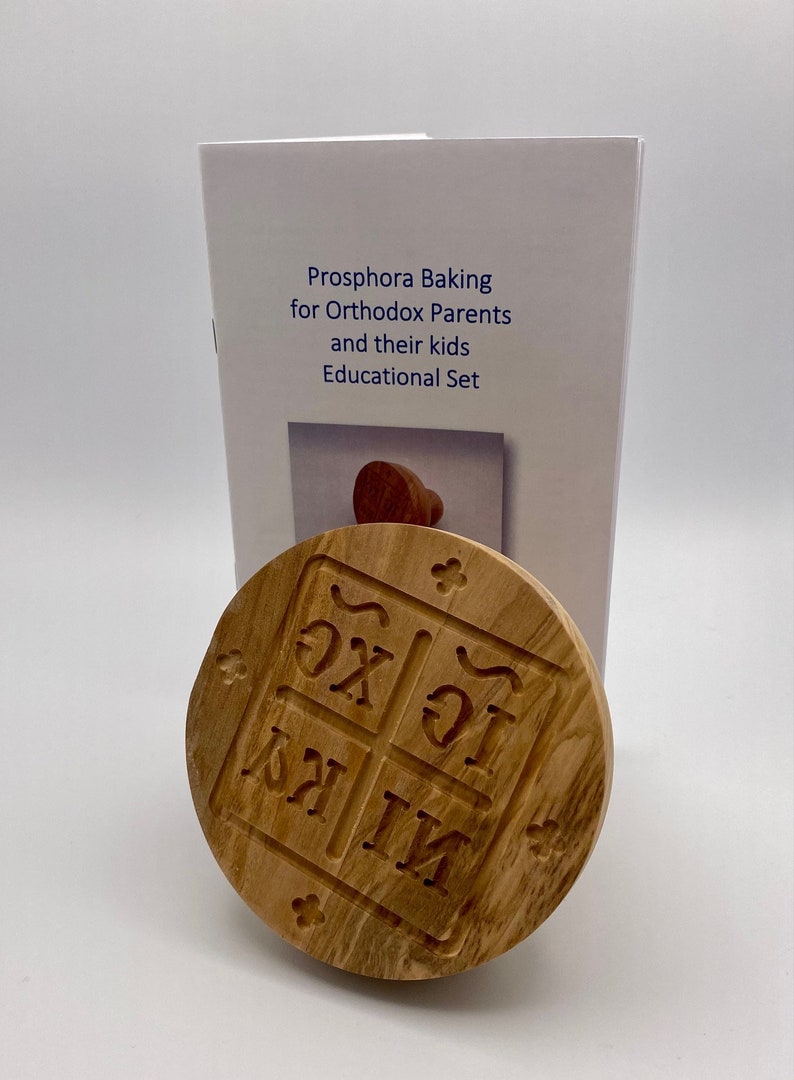 Prosphora Baking
for Orthodox Parents
and their kids
Educational Set
IC XC
NI KA